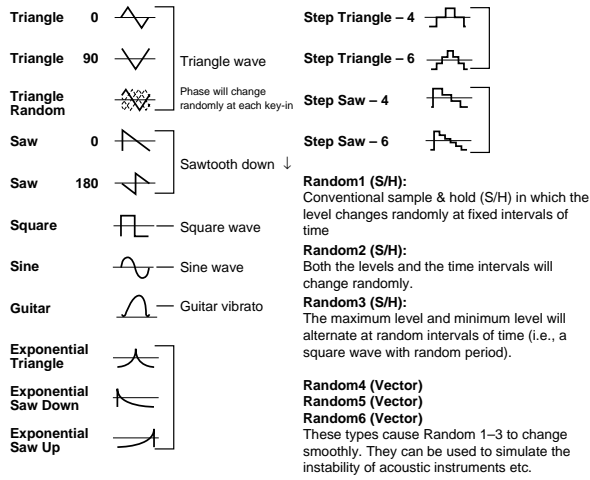 Triangle 0
Triangle 90
Triangle wave
Triangle
Random
Phase will change
randomly at each key-in
Saw 0
Saw 180
Sawtooth down ↓
Square
Square wave
Sine
Sine wave
Guitar
Guitar vibrato
Exponential
Triangle
Exponential
Saw Down
Exponential
Saw Up
Step Triangle – 4
Step Triangle – 6
Step Saw – 4
Step Saw – 6
Random1 (S/H):
Conventional sample & hold (S/H) in which the
level changes randomly at fixed intervals of
time
Random2 (S/H):
Both the levels and the time intervals will
change randomly.
Random3 (S/H):
The maximum level and minimum level will
alternate at random intervals of time (i.e., a
square wave with random period).
Random4 (Vector)
Random5 (Vector)
Random6 (Vector)
These types cause Random 1–3 to change
smoothly. They can be used to simulate the
instability of acoustic instruments etc.